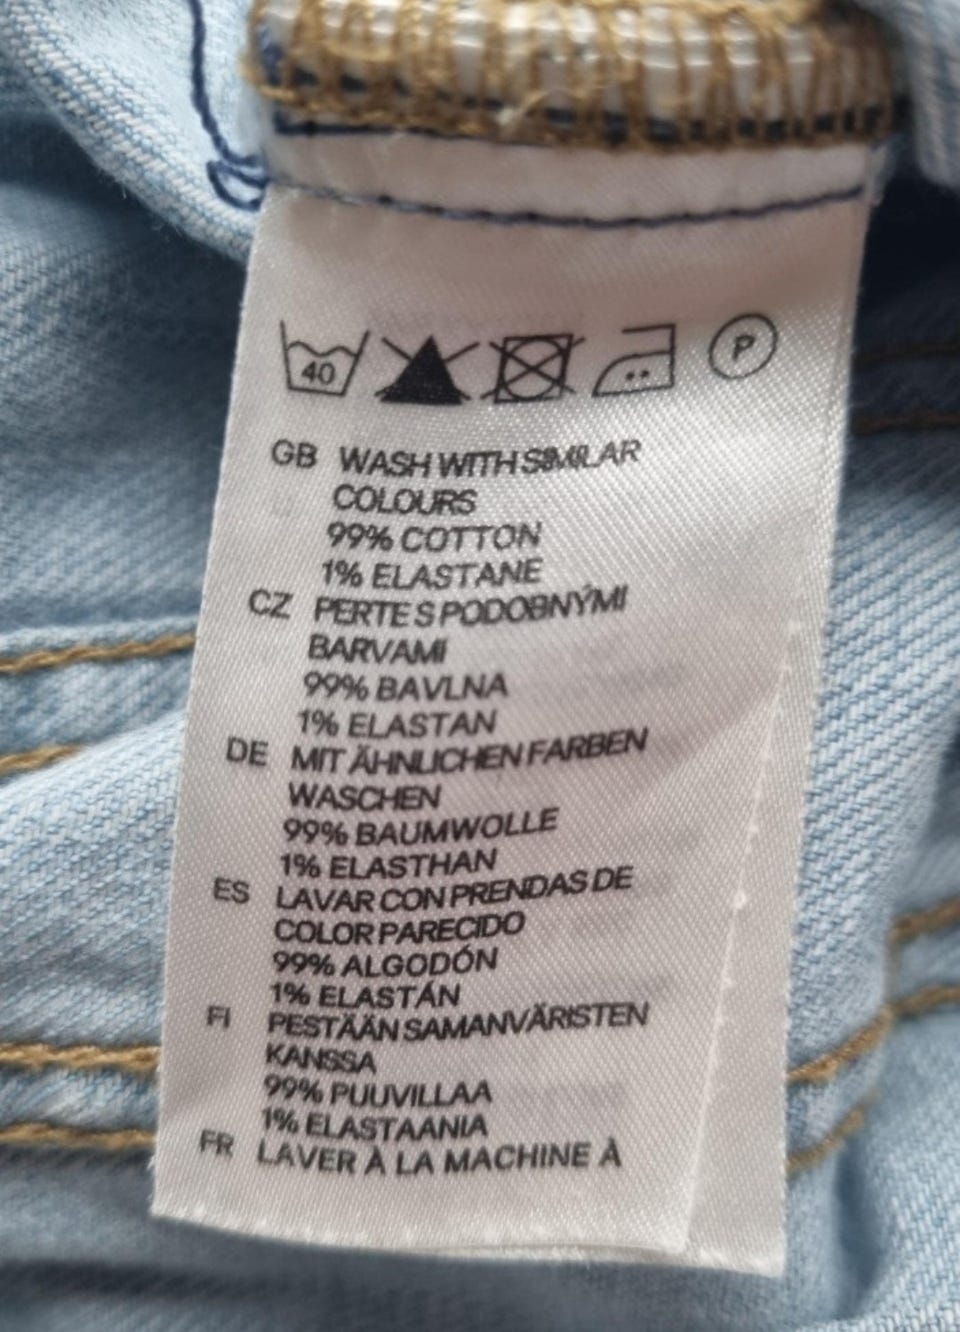 40
P
GB WASH WITH SIMILAR
COLOURS
99% COTTON
1% ELASTANE
CZ PERTE S PODOBNÝMI
BARVAMI
99% BAVLNA
1% ELASTAN
DE MIT ÄHNLICHEN FARBEN
WASCHEN
99% BAUMWOLLE
1% ELASTHAN
ES LAVAR CON PRENDAS DE
COLOR PARECIDO
99% ALGODÓN
1% ELASTÁN
FI PESTÄÄN SAMANVÄRISTEN
KANSSA
99% PUUVILLAA
1% ELASTAANIA
FR LAVER À LA MACHINE À